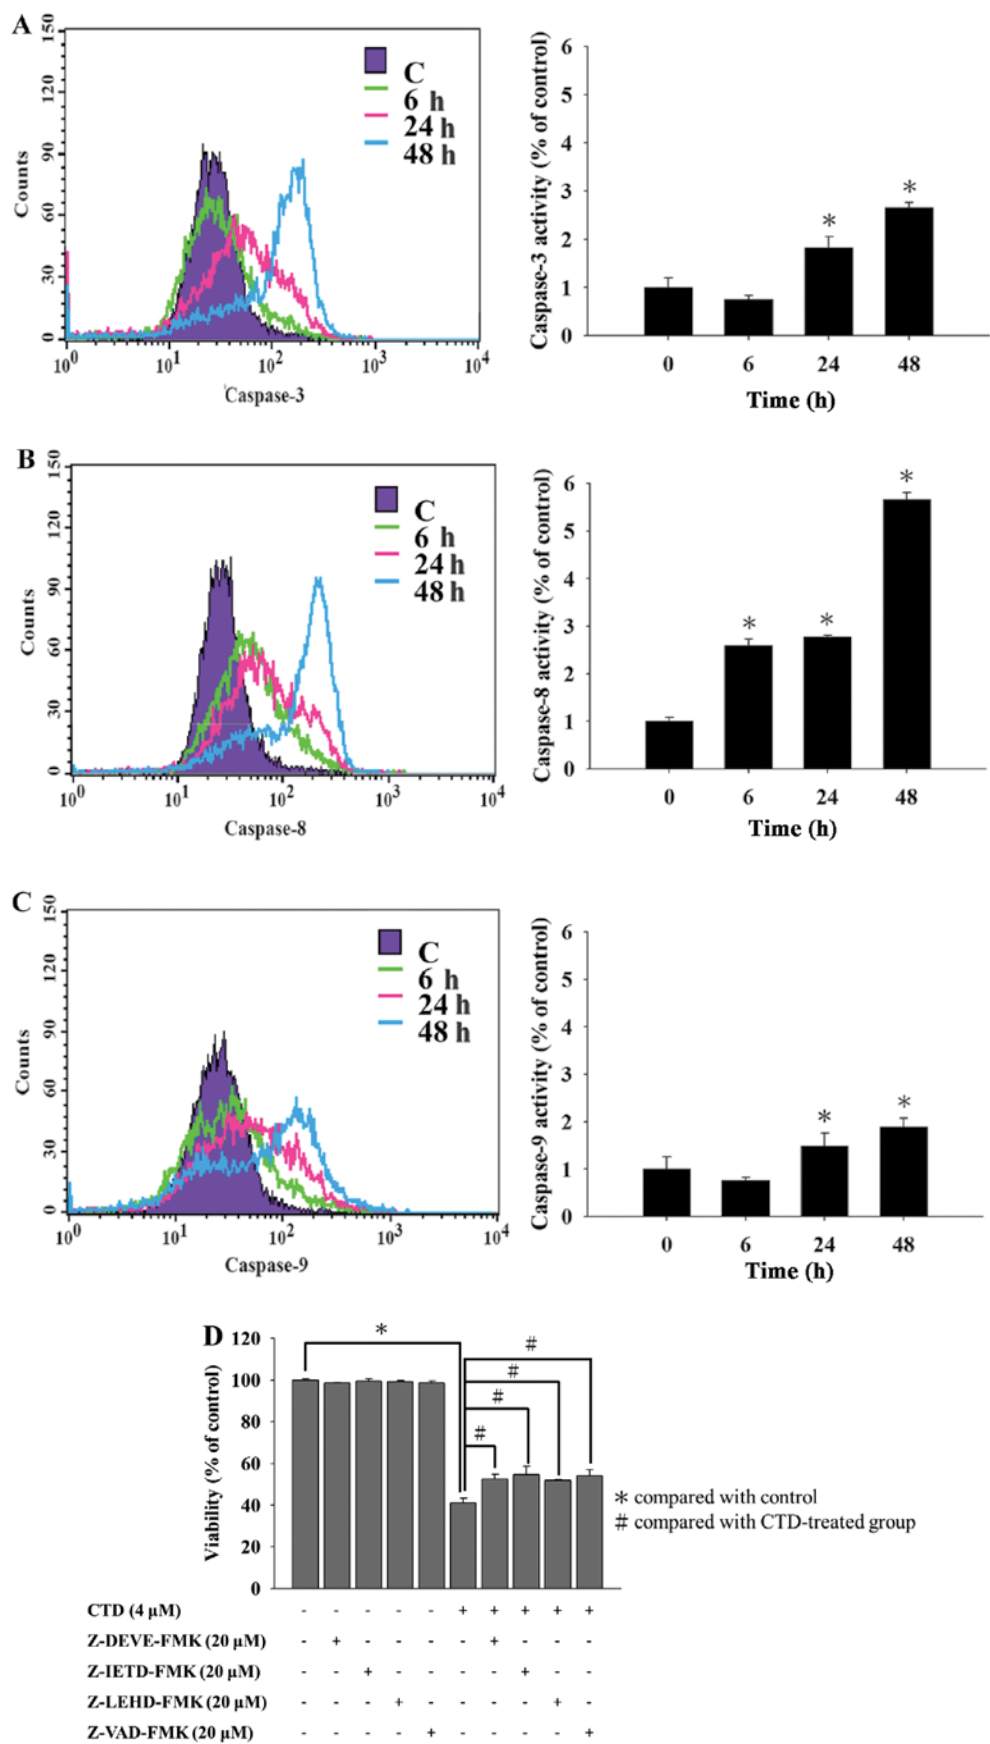 A
150
120
90
60
30
0
Counts
C
6 h
24 h
48 h
10^0 10^1 10^2 10^3 10^4
Caspase-3
Caspase-3 activity (% of control)
6
5
4
3
2
1
0
* *
0 6 24 48
Time (h)
B
150
120
90
60
30
0
Counts
C
6 h
24 h
48 h
10^0 10^1 10^2 10^3 10^4
Caspase-8
Caspase-8 activity (% of control)
6
5
4
3
2
1
0
* * *
0 6 24 48
Time (h)
C
150
120
90
60
30
0
Counts
C
6 h
24 h
48 h
10^0 10^1 10^2 10^3 10^4
Caspase-9
Caspase-9 activity (% of control)
6
5
4
3
2
1
0
* *
0 6 24 48
Time (h)
D
Viability (% of control)
120
100
80
60
40
20
0
*
#
#
#
#
* compared with control
# compared with CTD-treated group
CTD (4 μM) - - - - - + + + + +
Z-DEVE-FMK (20 μM) - + - - - - + - - -
Z-IETD-FMK (20 μM) - - + - - - - + - -
Z-LEHD-FMK (20 μM) - - - + - - - - + -
Z-VAD-FMK (20 μM) - - - - + - - - - +